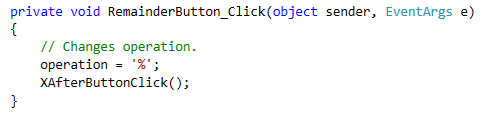 private void RemainderButton_Click(object sender, EventArgs e)
{
    // Changes operation.
    operation = '%';
    XAfterButtonClick();
}